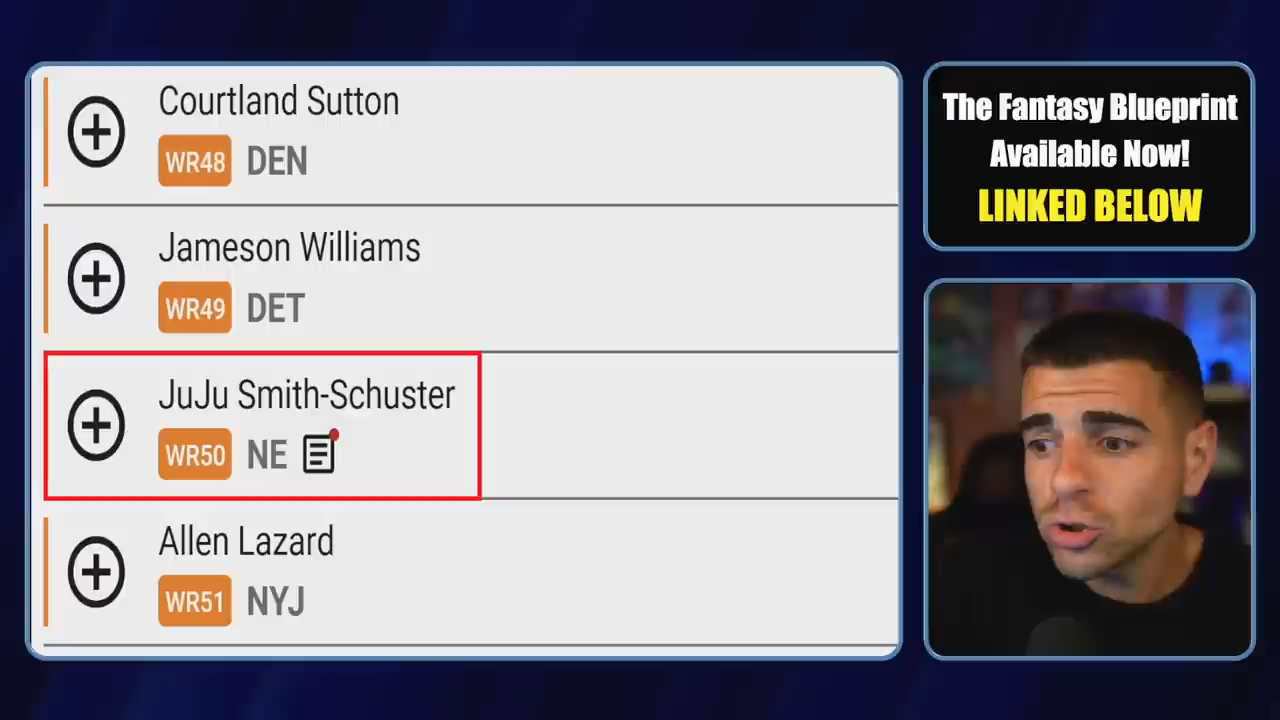 Courtland Sutton
WR48 DEN
Jameson Williams
WR49 DET
JuJu Smith-Schuster
WR50 NE
Allen Lazard
WR51 NYJ
The Fantasy Blueprint
Available Now!
LINKED BELOW